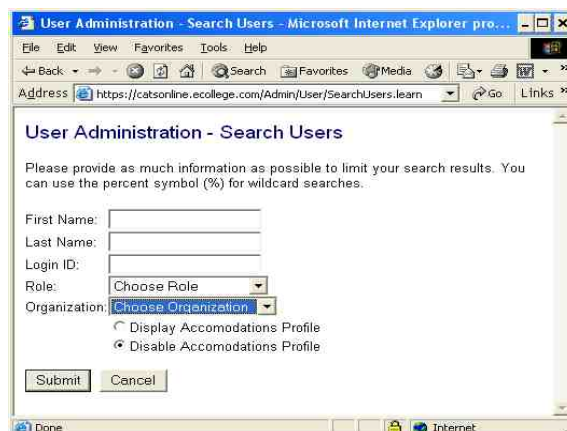 User Administration - Search Users - Microsoft Internet Explorer pro...
File Edit View Favorites Tools Help
Back Search Favorites Media
Address https://catsonline.ecollege.com/Admin/User/SearchUsers.learn Go Links »
User Administration - Search Users
Please provide as much information as possible to limit your search results. You
can use the percent symbol (%) for wildcard searches.
First Name:
Last Name:
Login ID:
Role: Choose Role
Organization: Choose Organization
Display Accomodations Profile
Disable Accomodations Profile
Submit Cancel
Done Internet